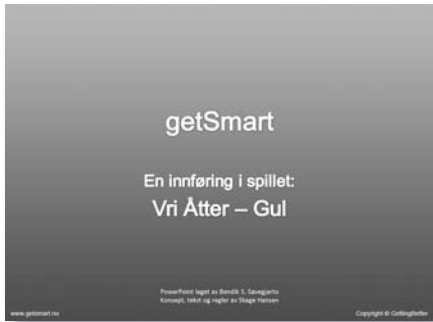 getSmart
En innføring i spillet:
Vri Åtter – Gul
PowerPoint laget av Bendik S. Søvegjarto
Konsept, tekst og regler av Skage Hansen
www.getsmart.nu
Copyright © GettingBetter